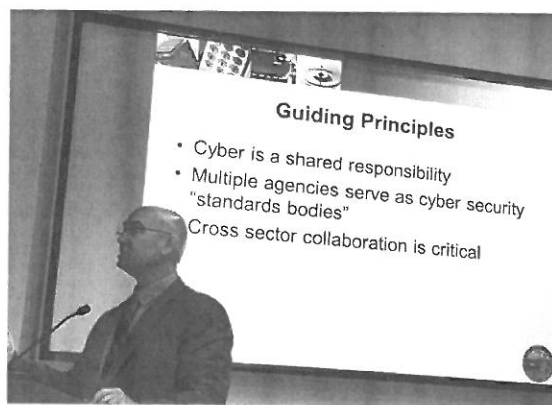 Guiding Principles
• Cyber is a shared responsibility
• Multiple agencies serve as cyber security
"standards bodies"
Cross sector collaboration is critical